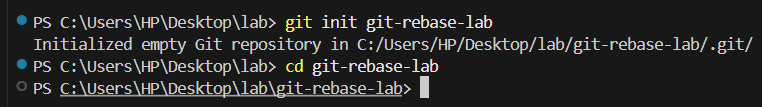 PS C:\Users\HP\Desktop\lab> git init git-rebase-lab
Initialized empty Git repository in C:/Users/HP/Desktop/lab/git-rebase-lab/.git/
PS C:\Users\HP\Desktop\lab> cd git-rebase-lab
PS C:\Users\HP\Desktop\lab\git-rebase-lab>